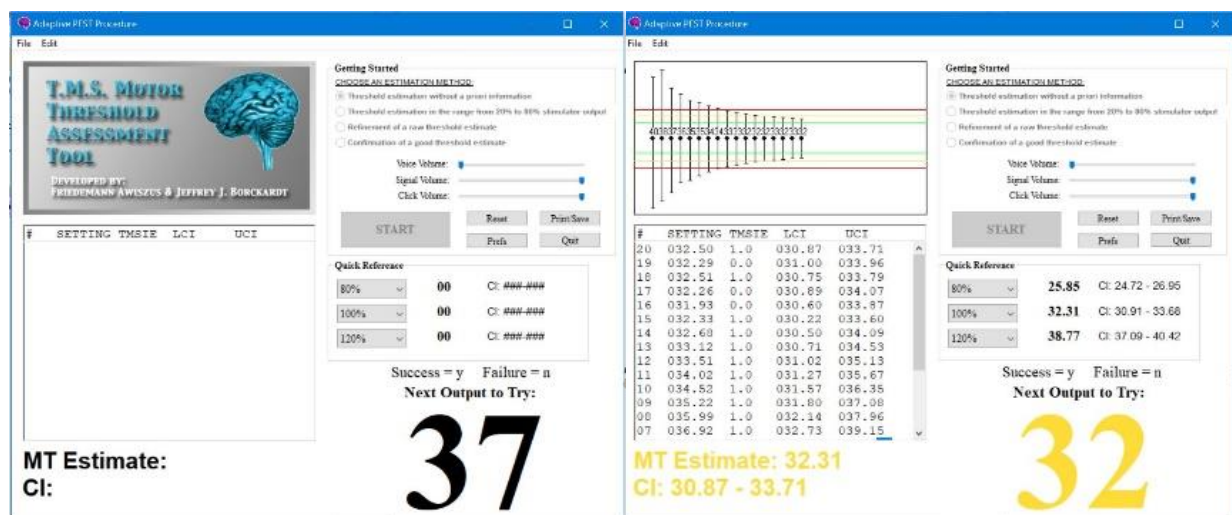 Adaptive PEST Procedure
File Edit
T.M.S. MOTOR
THRESHOLD
ASSESSMENT
TOOL
DEVELOPED BY:
FRIEDEMANN AWISZUS & JEFFREY J. BORCKARDT
Getting Started
CHOOSE AN ESTIMATION METHOD:
Threshold estimation without a priori information
Threshold estimation in the range from 20% to 80% stimulator output
Refinement of a raw threshold estimate
Confirmation of a good threshold estimate
Voice Volume:
Signal Volume:
Click Volume:
START
Reset Print/Save
Prefs Quit
# SETTING TMSIE LCI UCI
Quick Reference
80% 00 CI: ###-###
100% 00 CI: ###-###
120% 00 CI: ###-###
Success = y Failure = n
Next Output to Try:
37
MT Estimate:
CI:
Adaptive PEST Procedure
File Edit
Getting Started
CHOOSE AN ESTIMATION METHOD:
Threshold estimation without a priori information
Threshold estimation in the range from 20% to 80% stimulator output
Refinement of a raw threshold estimate
Confirmation of a good threshold estimate
Voice Volume:
Signal Volume:
Click Volume:
START
Reset Print/Save
Prefs Quit
# SETTING TMSIE LCI UCI
20 032.50 1.0 030.87 033.71
19 032.29 0.0 031.00 033.96
18 032.51 1.0 030.75 033.79
17 032.26 0.0 030.89 034.07
16 031.93 0.0 030.60 033.87
15 032.33 1.0 030.22 033.60
14 032.68 1.0 030.50 034.09
13 033.12 1.0 030.71 034.53
12 033.51 1.0 031.02 035.13
11 034.02 1.0 031.27 035.67
10 034.52 1.0 031.57 036.35
09 035.22 1.0 031.80 037.08
08 035.99 1.0 032.14 037.96
07 036.92 1.0 032.73 039.15
Quick Reference
80% 25.85 CI: 24.72 - 26.95
100% 32.31 CI: 30.91 - 33.68
120% 38.77 CI: 37.09 - 40.42
Success = y Failure = n
Next Output to Try:
32
MT Estimate: 32.31
CI: 30.87 - 33.71